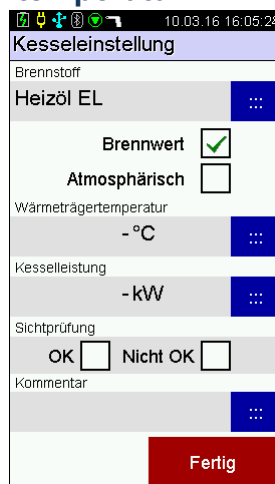 10.03.16 16:05:24
Kesseleinstellung
Brennstoff
Heizöl EL
Brennwert
Atmosphärisch
Wärmeträgertemperatur
-°C
Kesselleistung
-kW
Sichtprüfung
OK Nicht OK
Kommentar
Fertig